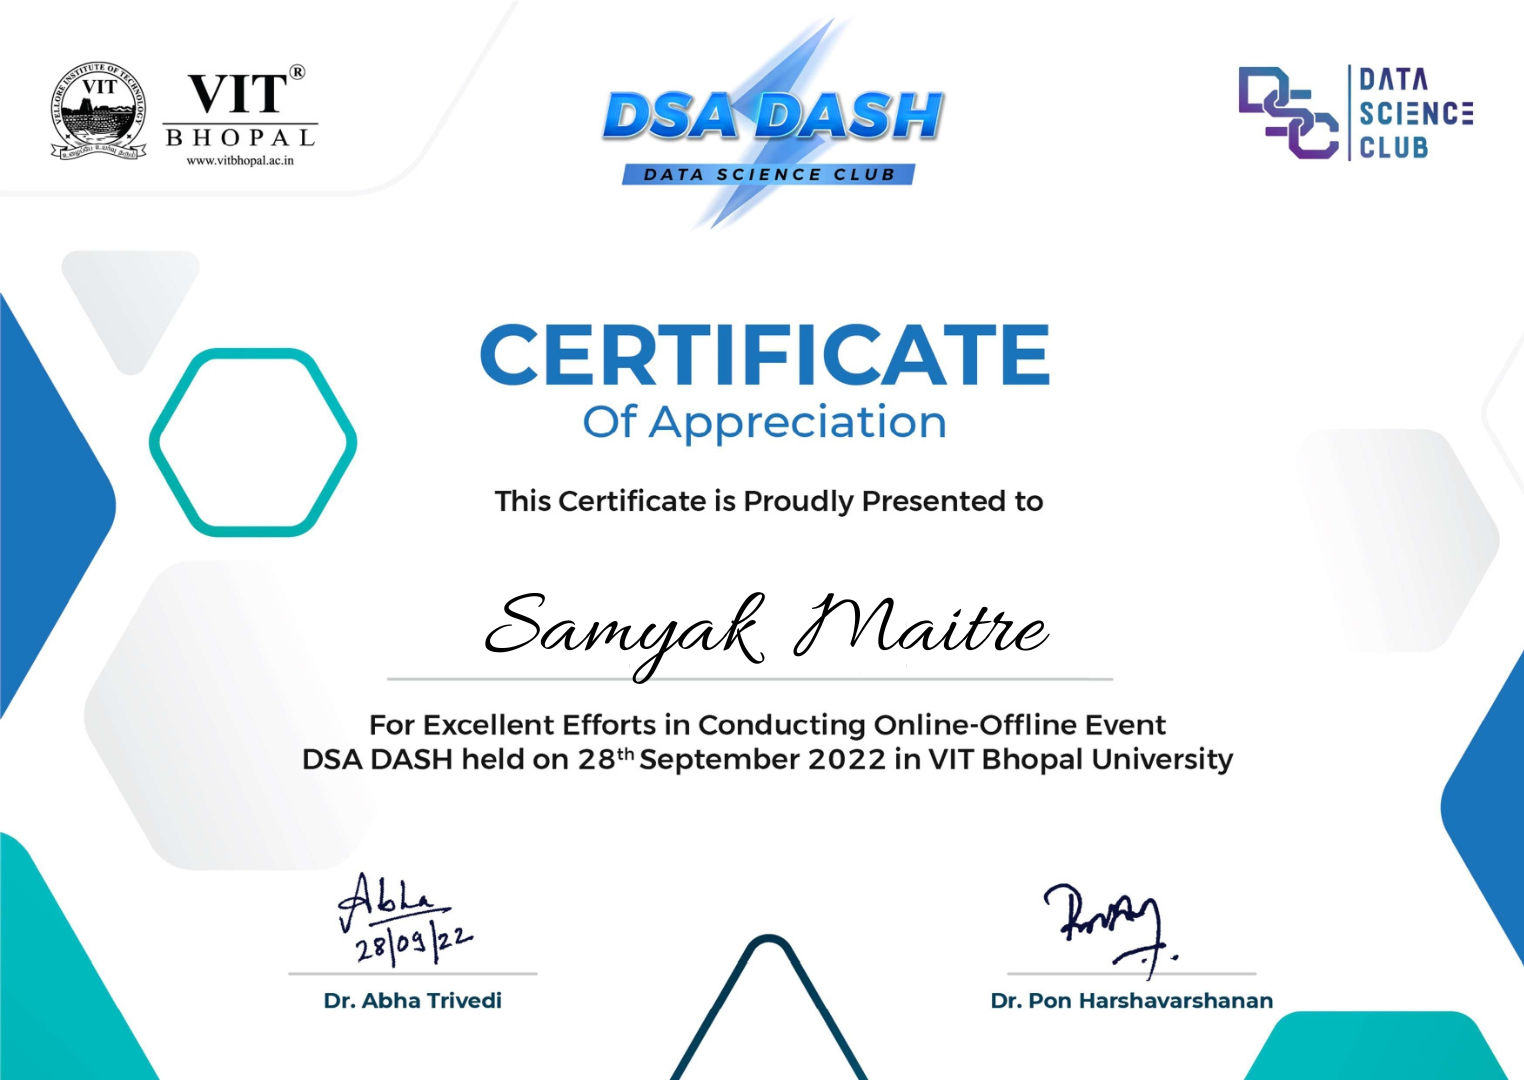 VELLORE INSTITUTE OF TECHNOLOGY
VIT
VIT®
BHOPAL
www.vitbhopal.ac.in
DSA DASH
DATA SCIENCE CLUB
DSC
DATA
SCIENCE
CLUB
CERTIFICATE
Of Appreciation
This Certificate is Proudly Presented to
Samyak Maitre
For Excellent Efforts in Conducting Online-Offline Event
DSA DASH held on 28th September 2022 in VIT Bhopal University
Abha
28/09/22
Dr. Abha Trivedi
Dr. Pon Harshavarshanan